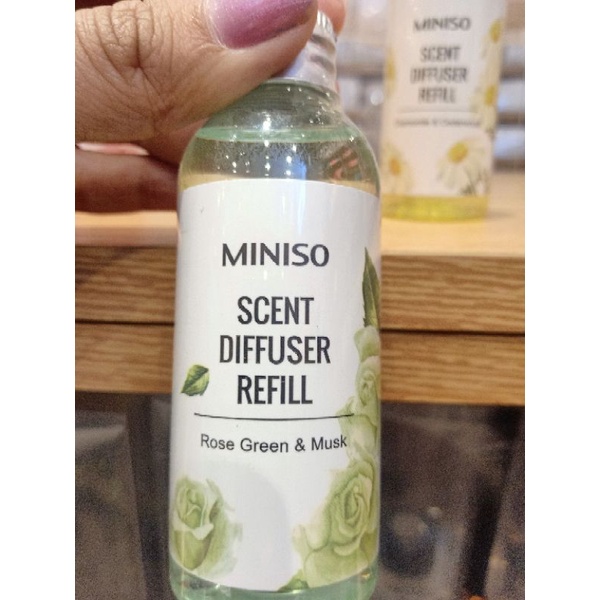 MINISO
SCENT
DIFFUSER
REFiLL
Rose Green & Musk
MINISO
SCENT
DIFFUSER
REFILL